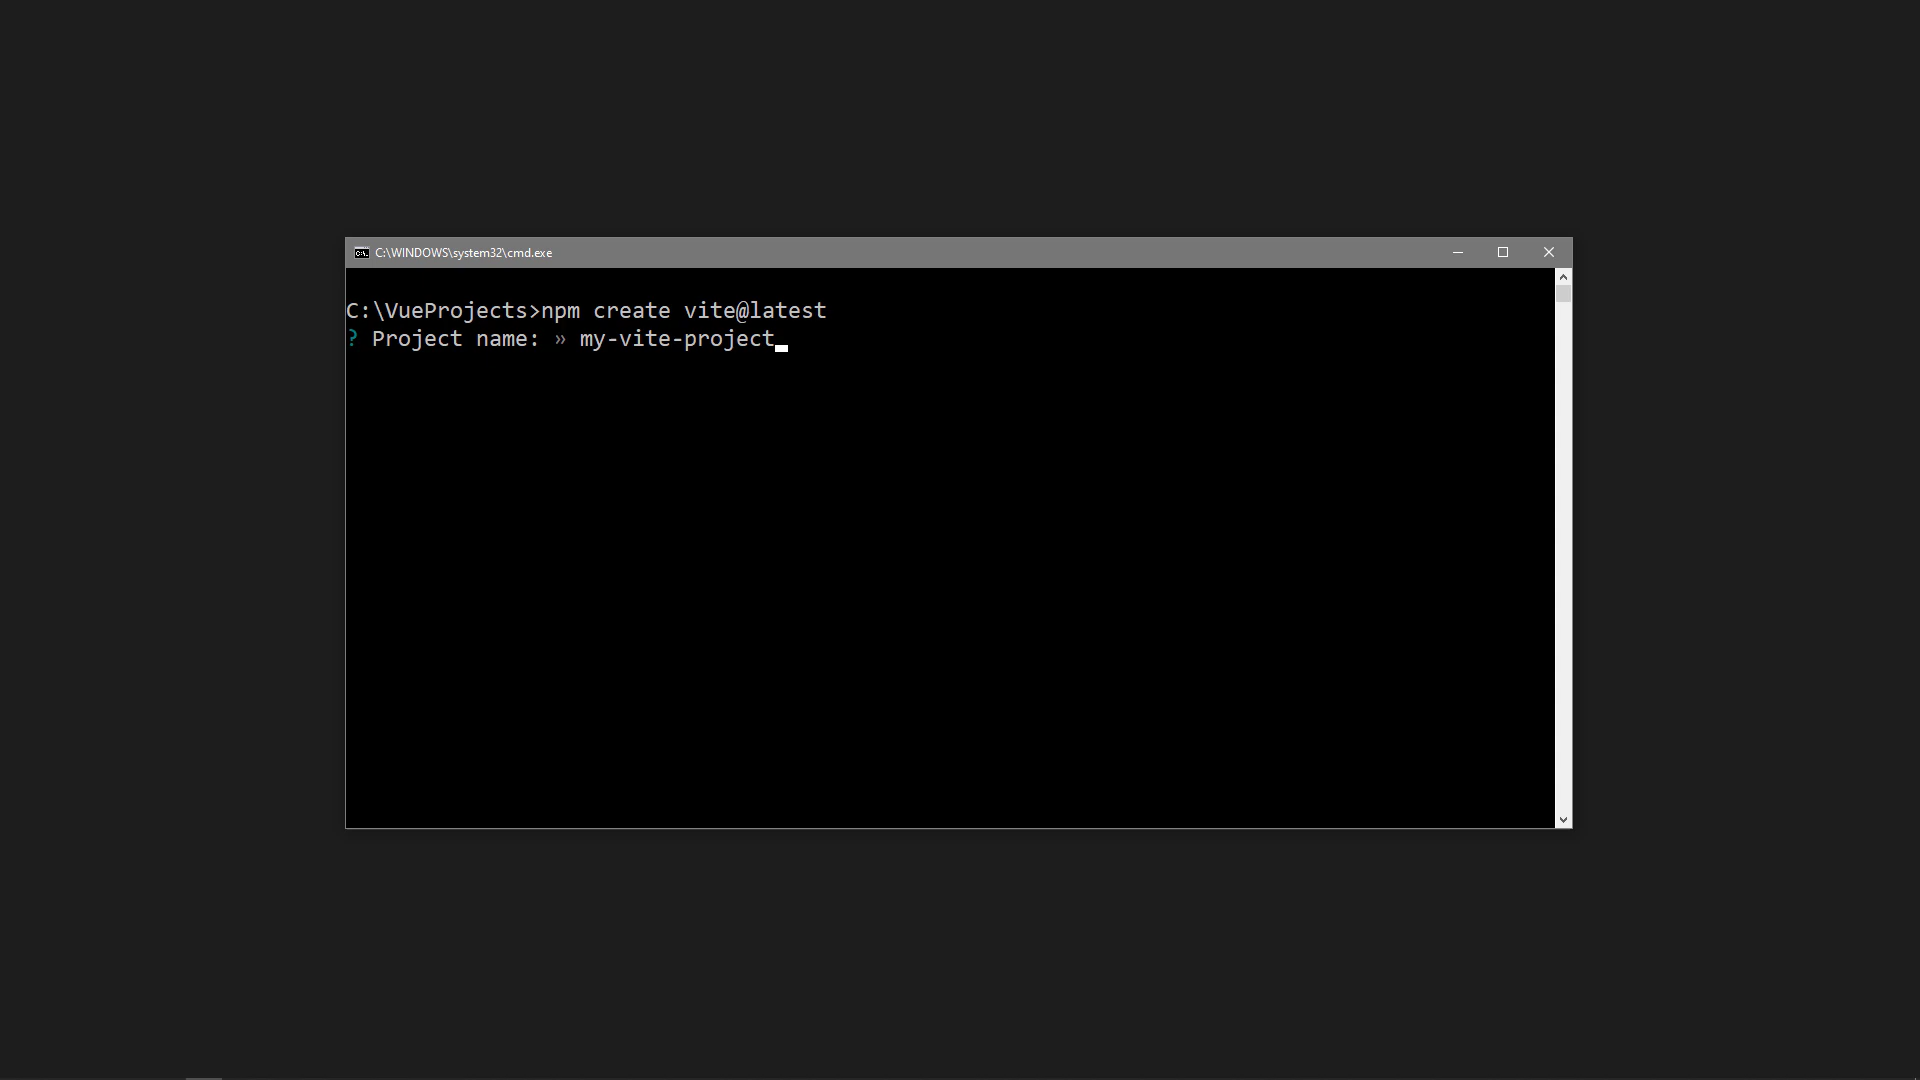 C:\WINDOWS\system32\cmd.exe
C:\VueProjects>npm create vite@latest
? Project name: » my-vite-project